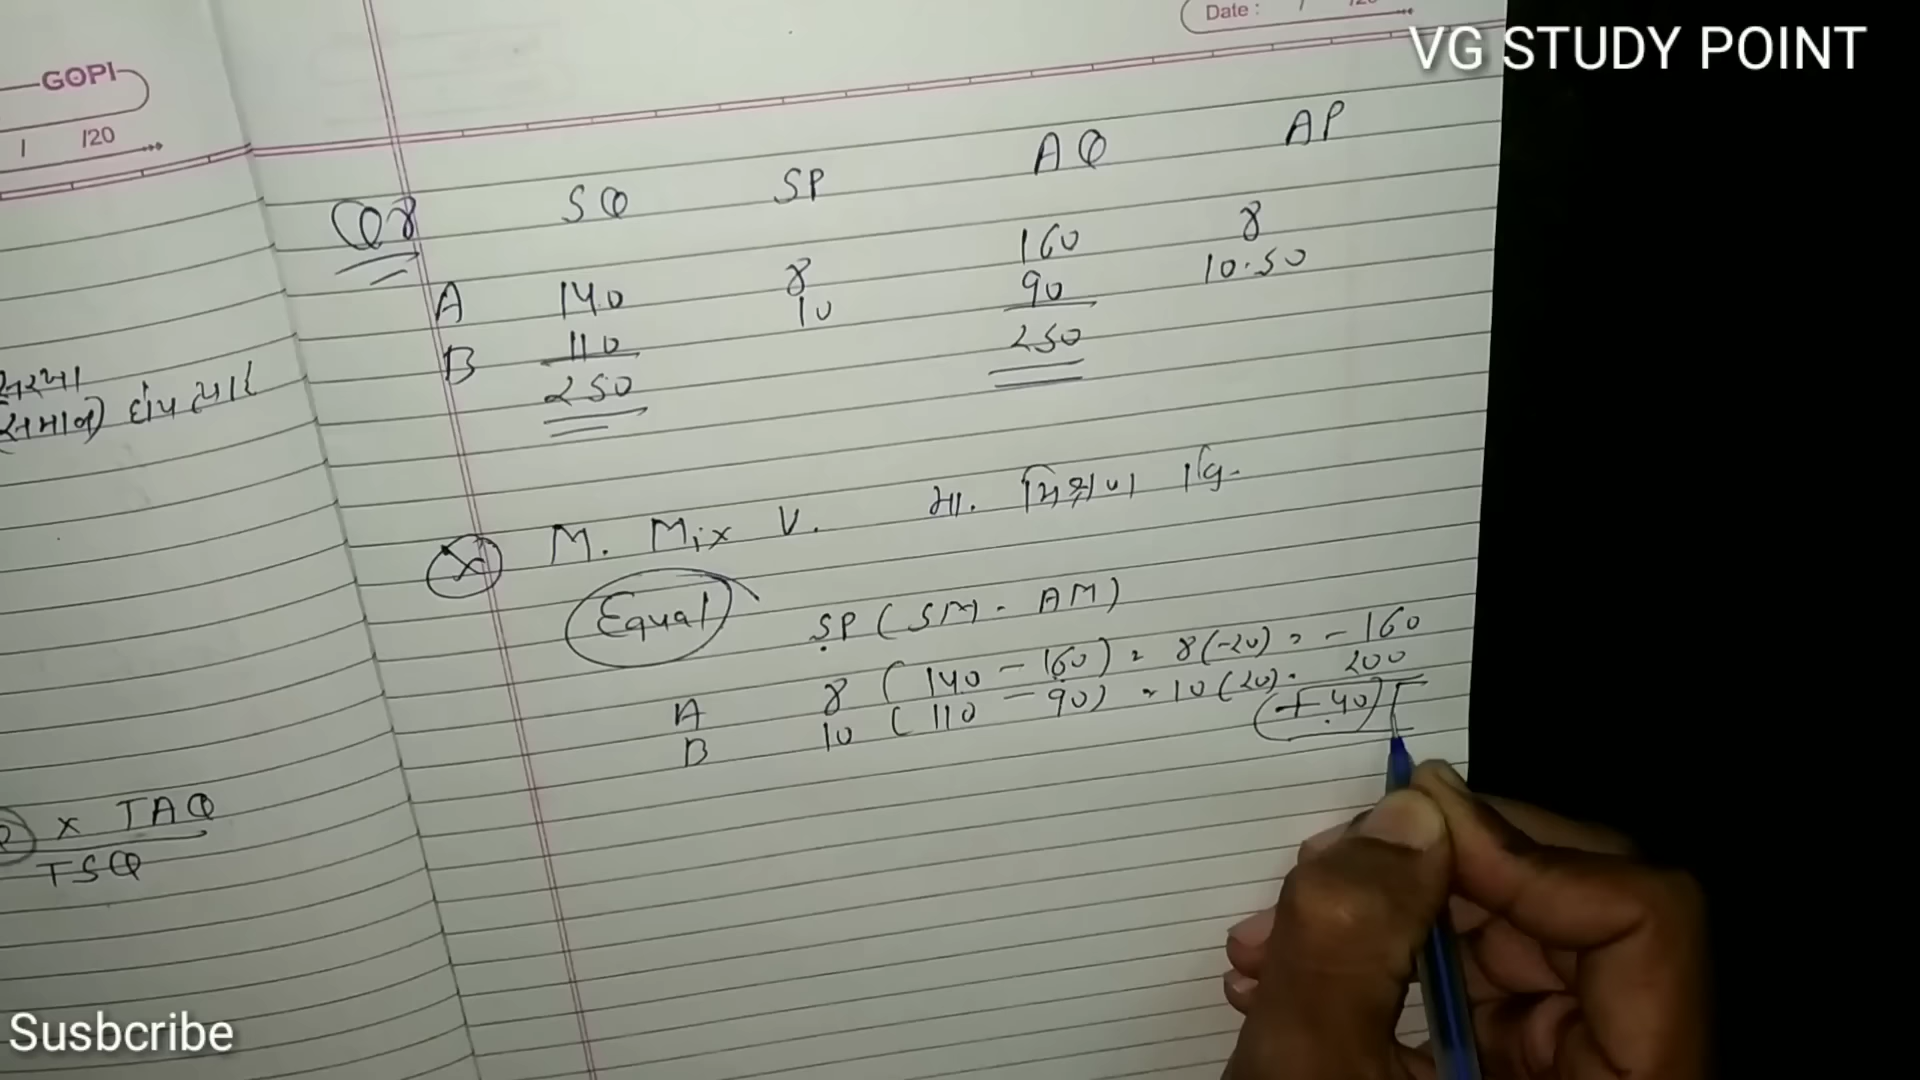 VG STUDY POINT
Date : / /20
GOPI
/ /20
Q8 SQ SP AQ AP
A 140 8 160 8
B 110 10 90 10.50
250 250
M. Mix V. મા. મિશ્રણ વિ.
Equal SP (SM - AM)
A 8 (140 - 160) = 8(-20) = -160
B 10 (110 - 90) = 10(20) = 200
+40 F
સરખા
(સમાન) હોય ત્યારે
x TAQ
TSQ
Susbcribe